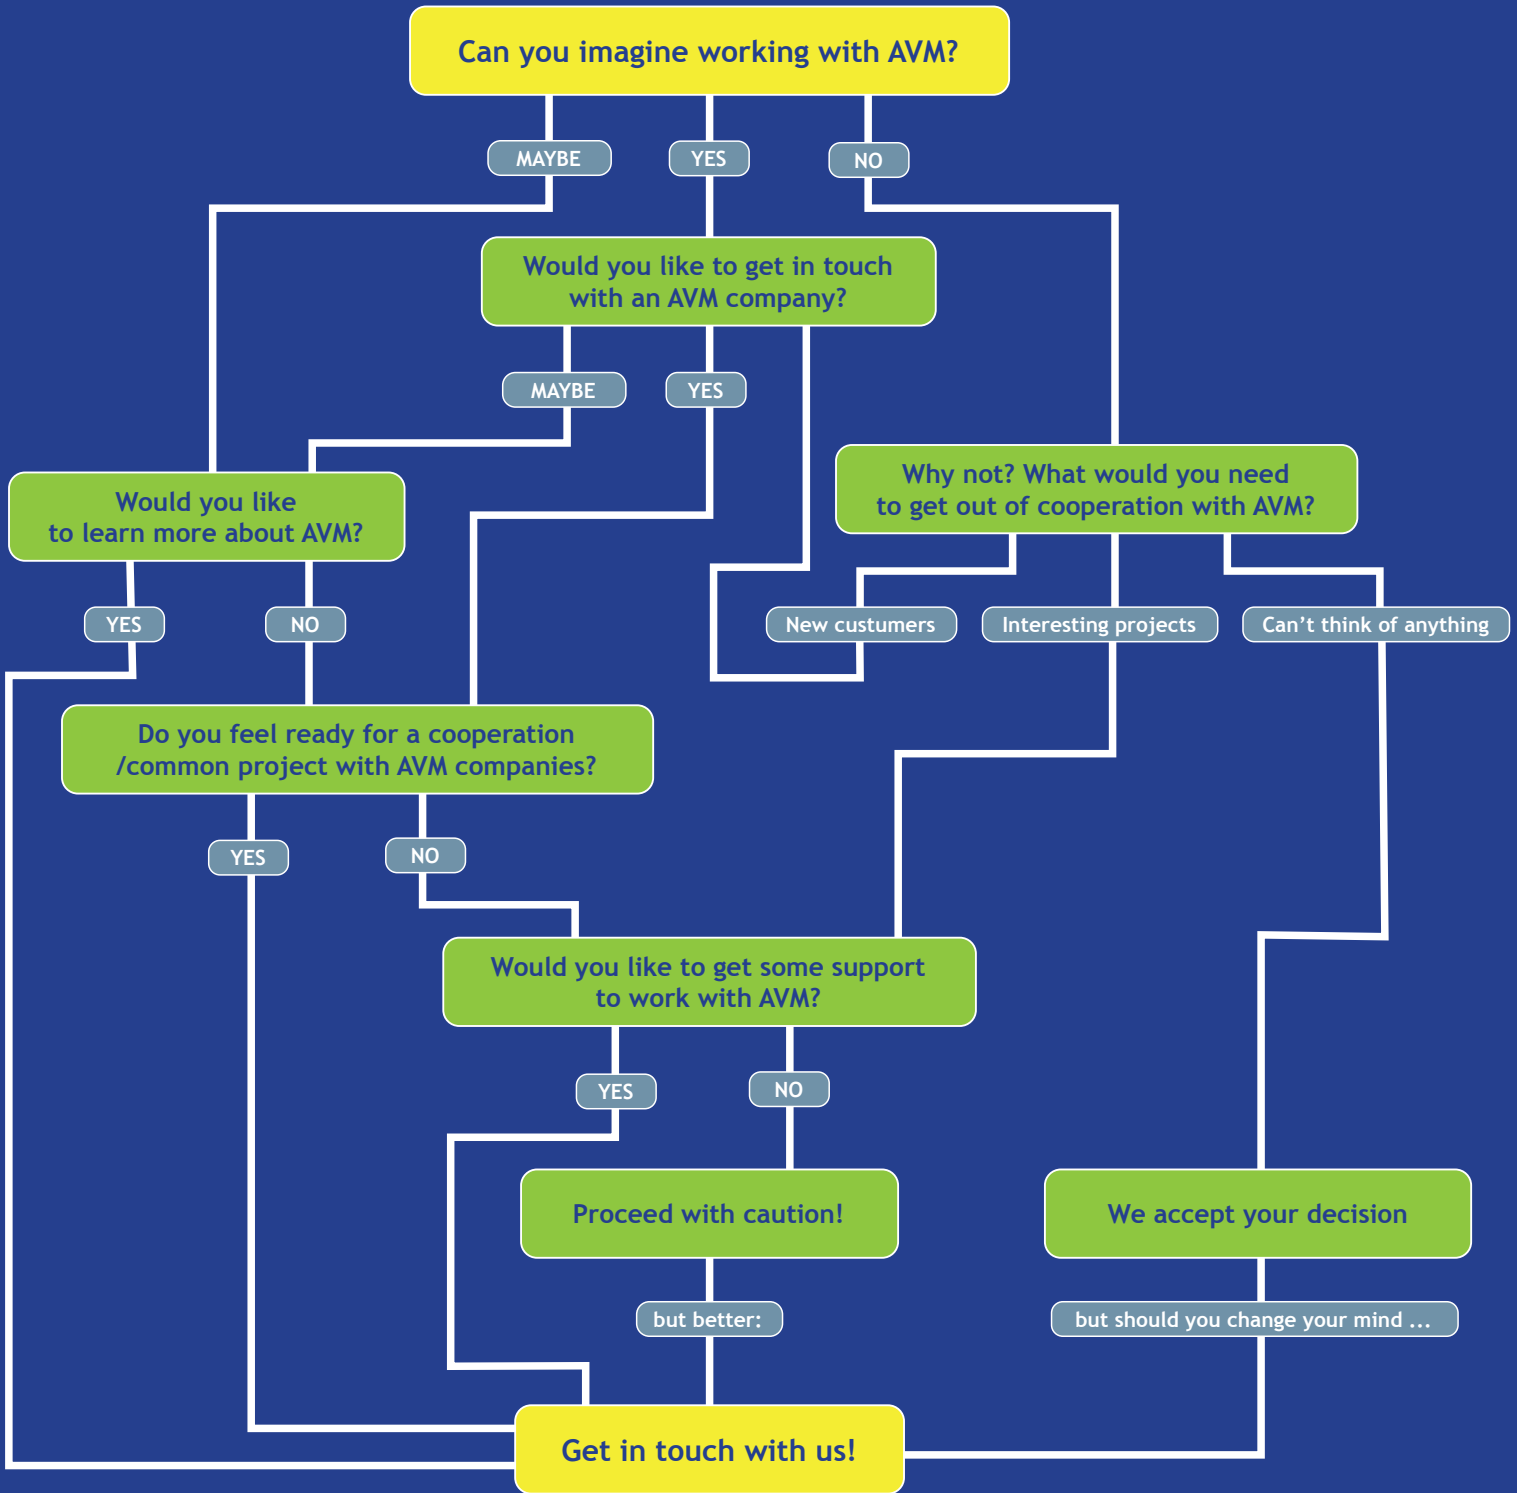 Can you imagine working with AVM?
MAYBE
YES
NO
Would you like to get in touch
with an AVM company?
MAYBE
YES
Would you like
to learn more about AVM?
Why not? What would you need
to get out of cooperation with AVM?
YES
NO
New custumers
Interesting projects
Can't think of anything
Do you feel ready for a cooperation
/common project with AVM companies?
YES
NO
Would you like to get some support
to work with AVM?
YES
NO
Proceed with caution!
We accept your decision
but better:
but should you change your mind ...
Get in touch with us!